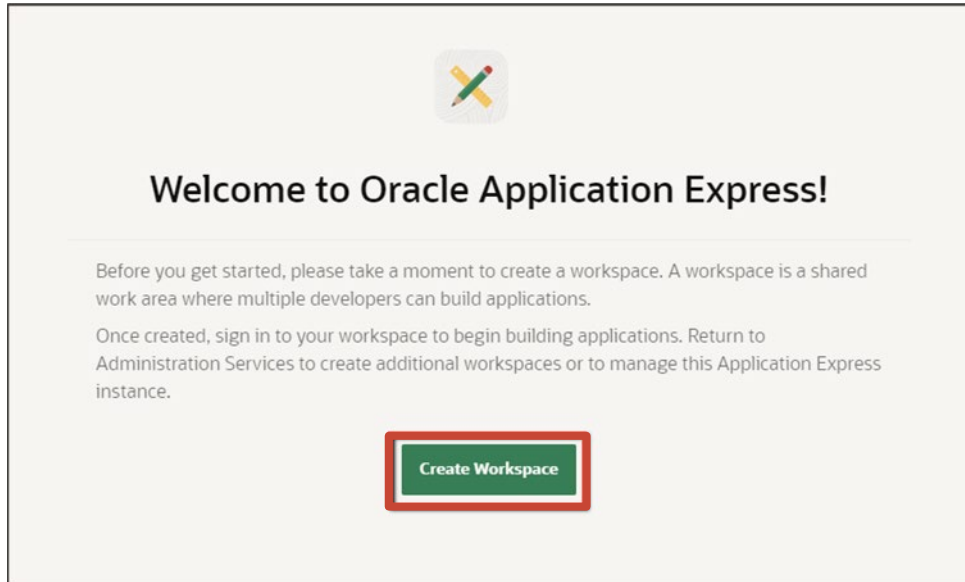 Welcome to Oracle Application Express!
Before you get started, please take a moment to create a workspace. A workspace is a shared
work area where multiple developers can build applications.
Once created, sign in to your workspace to begin building applications. Return to
Administration Services to create additional workspaces or to manage this Application Express
instance.
Create Workspace